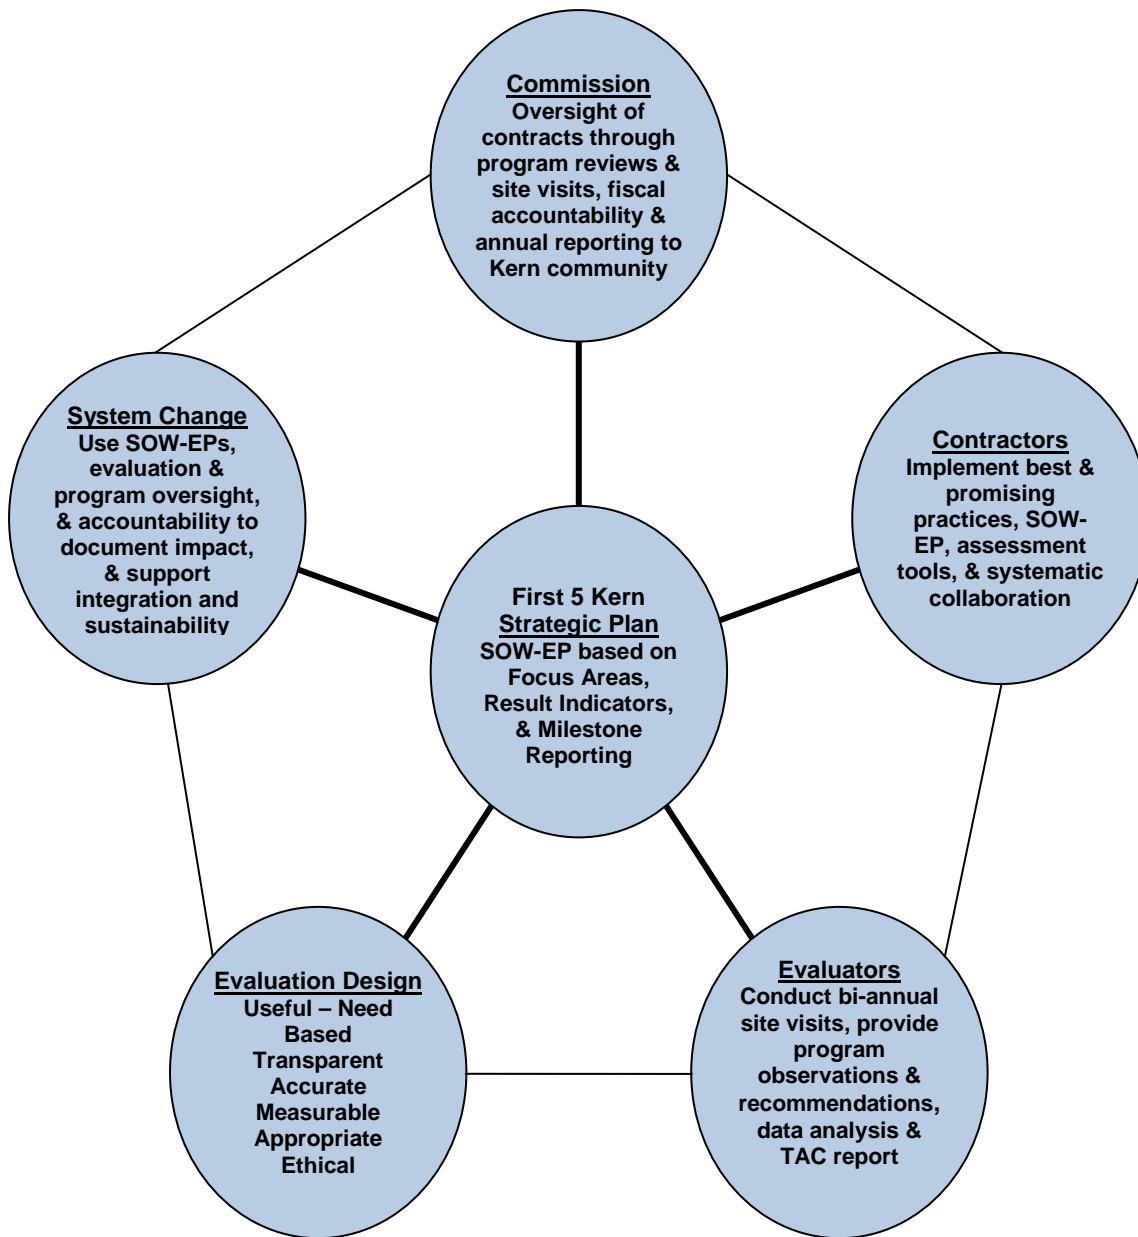 Commission
Oversight of
contracts through
program reviews &
site visits, fiscal
accountability &
annual reporting to
Kern community
System Change
Use SOW-EPs,
evaluation &
program oversight,
& accountability to
document impact,
& support
integration and
sustainability
Contractors
Implement best &
promising
practices, SOW-
EP, assessment
tools, & systematic
collaboration
First 5 Kern
Strategic Plan
SOW-EP based on
Focus Areas,
Result Indicators,
& Milestone
Reporting
Evaluation Design
Useful – Need
Based
Transparent
Accurate
Measurable
Appropriate
Ethical
Evaluators
Conduct bi-annual
site visits, provide
program
observations &
recommendations,
data analysis &
TAC report